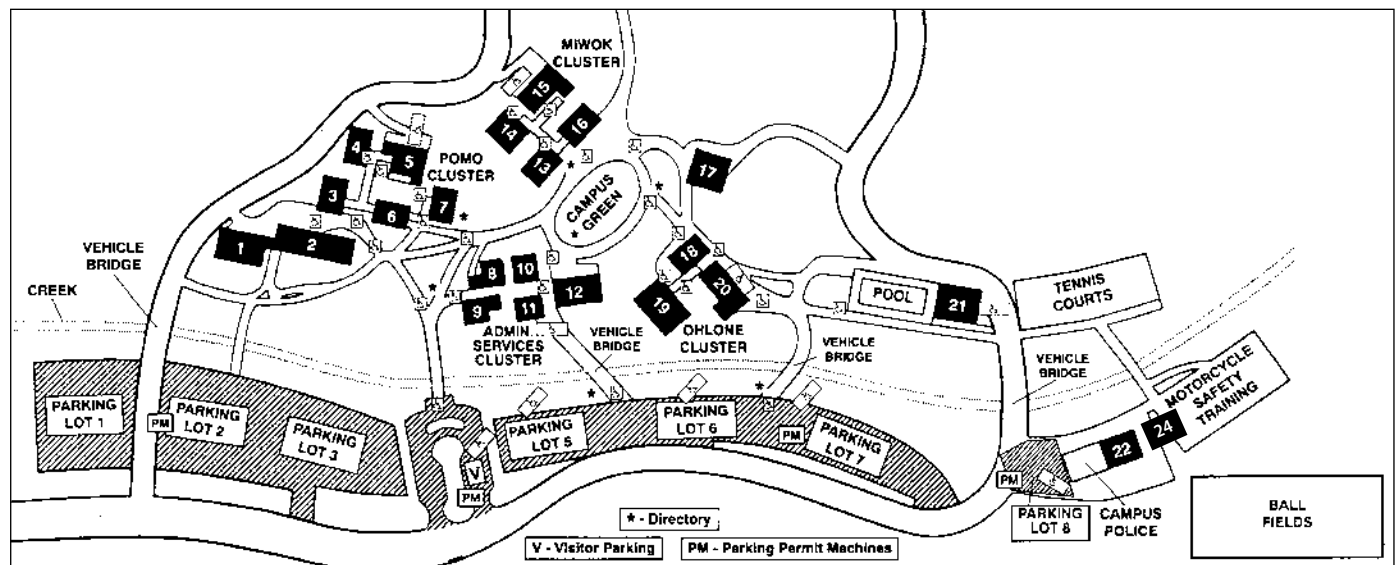 MIWOK
CLUSTER
15
14
16
13
4
5
POMO
CLUSTER
3
6
7
17
CAMPUS
GREEN
*
*
*
*
1
2
VEHICLE
BRIDGE
CREEK
8
10
9
11
12
*
*
18
19
20
POOL
21
TENNIS
COURTS
ADMIN...
SERVICES
CLUSTER
VEHICLE
BRIDGE
OHLONE
CLUSTER
VEHICLE
BRIDGE
VEHICLE
BRIDGE
MOTORCYCLE
SAFETY
TRAINING
*
*
PARKING
LOT 1
PM
PARKING
LOT 2
PARKING
LOT 3
V
PM
PARKING
LOT 5
PARKING
LOT 6
PM
PARKING
LOT 7
22
24
PM
PARKING
LOT 8
CAMPUS
POLICE
BALL
FIELDS
* - Directory
V - Visitor Parking
PM - Parking Permit Machines